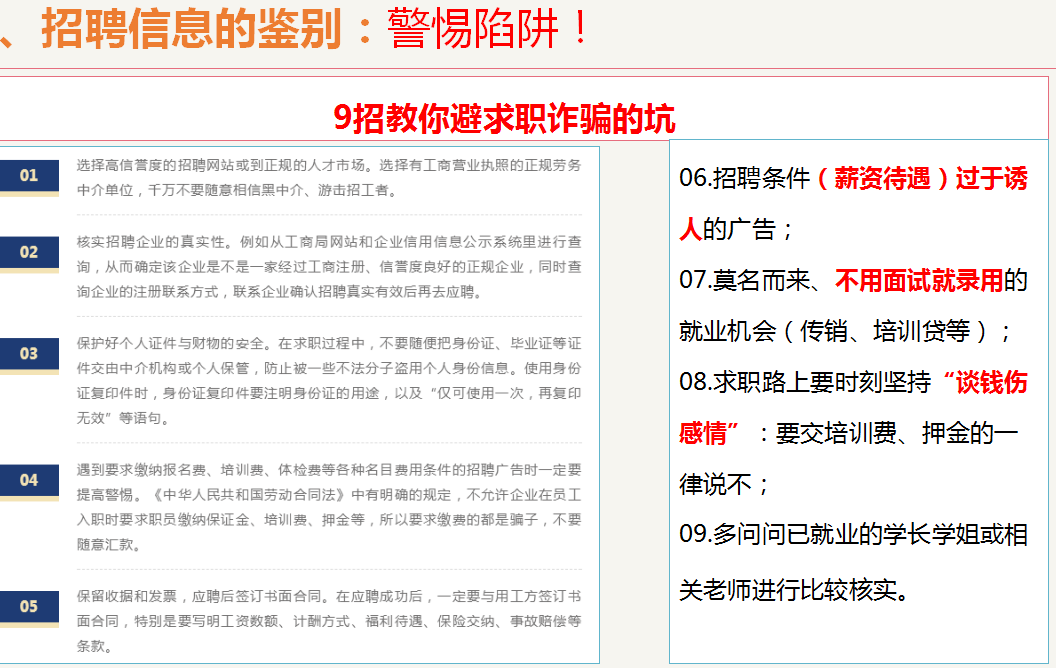 、招聘信息的鉴别：警惕陷阱！
9招教你避求职诈骗的坑
01
选择高信誉度的招聘网站或到正规的人才市场。选择有工商营业执照的正规劳务
中介单位，千万不要随意相信黑中介、游击招工者。
02
核实招聘企业的真实性。例如从工商局网站和企业信用信息公示系统里进行查
询，从而确定该企业是不是一家经过工商注册、信誉度良好的正规企业，同时查
询企业的注册联系方式，联系企业确认招聘真实有效后再去应聘。
03
保护好个人证件与财物的安全。在求职过程中，不要随便把身份证、毕业证等证
件交由中介机构或个人保管，防止被一些不法分子盗用个人身份信息。使用身份
证复印件时，身份证复印件要注明身份证的用途，以及“仅可使用一次，再复印
无效”等语句。
04
遇到要求缴纳报名费、培训费、体检费等各种名目费用条件的招聘广告时一定要
提高警惕。《中华人民共和国劳动合同法》中有明确的规定，不允许企业在员工
入职时要求职员缴纳保证金、培训费、押金等，所以要求缴费的都是骗子，不要
随意汇款。
05
保留收据和发票，应聘后签订书面合同。在应聘成功后，一定要与用工方签订书
面合同，特别是要写明工资数额、计酬方式、福利待遇、保险交纳、事故赔偿等
条款。
06.招聘条件（薪资待遇）过于诱
人的广告；
07.莫名而来、不用面试就录用的
就业机会（传销、培训贷等）；
08.求职路上要时刻坚持“谈钱伤
感情”：要交培训费、押金的一
律说不；
09.多问问已就业的学长学姐或相
关老师进行比较核实。